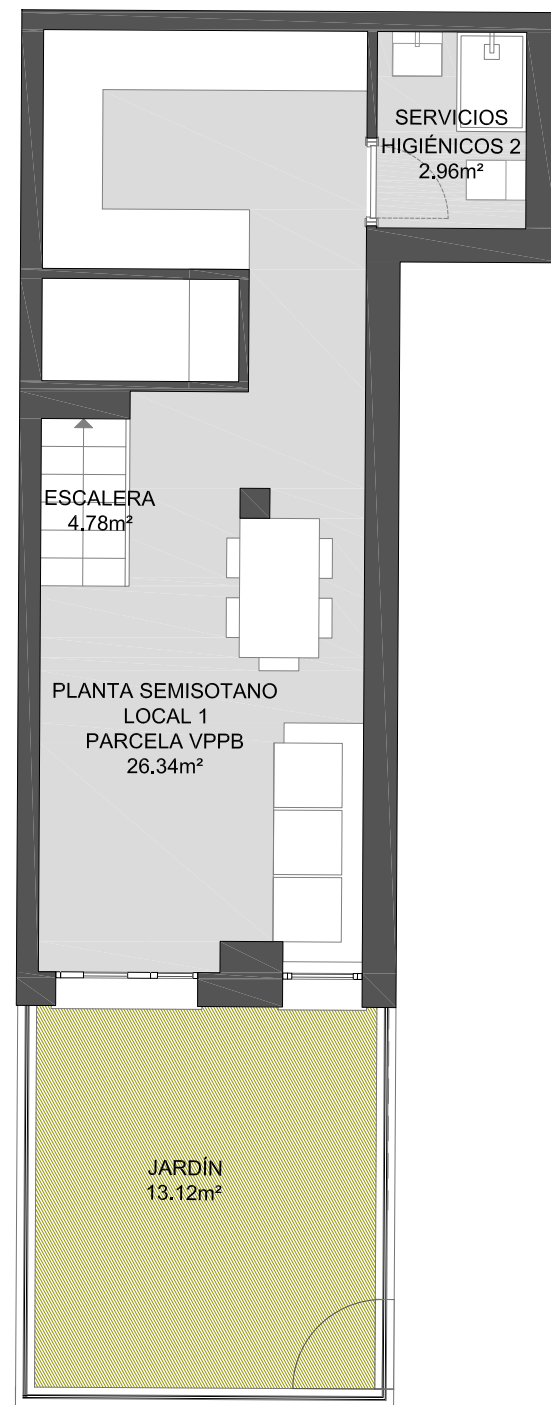 SERVICIOS
HIGIÉNICOS 2
2.96m²
ESCALERA
4.78m²
PLANTA SEMISOTANO
LOCAL 1
PARCELA VPPB
26.34m²
JARDÍN
13.12m²